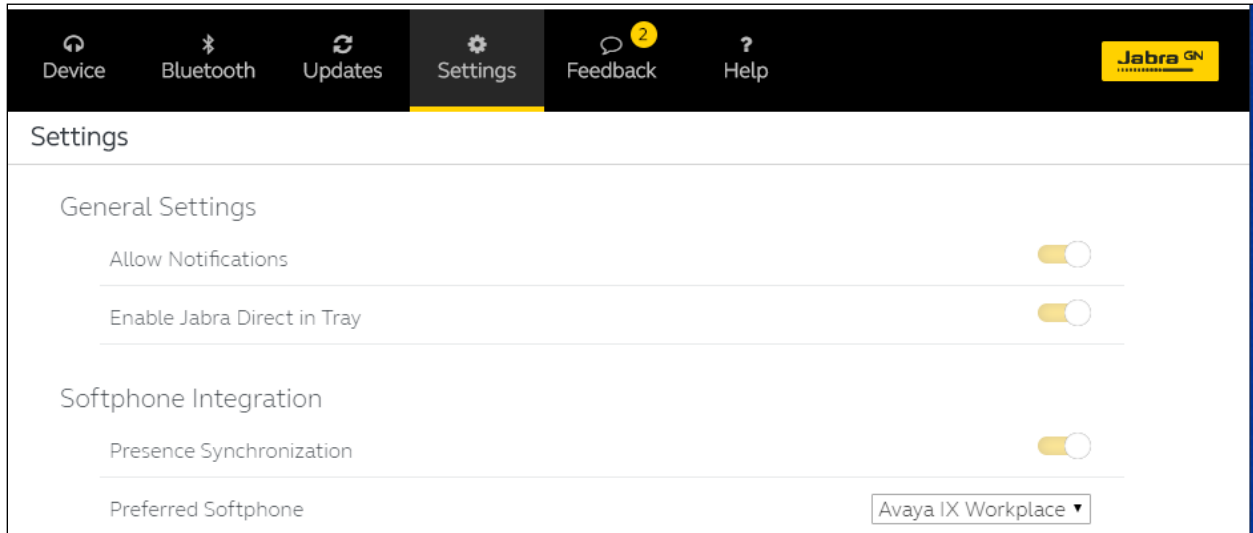 2
?
Device Bluetooth Updates Settings Feedback Help
Jabra GN
Settings
General Settings
Allow Notifications
Enable Jabra Direct in Tray
Softphone Integration
Presence Synchronization
Preferred Softphone Avaya IX Workplace